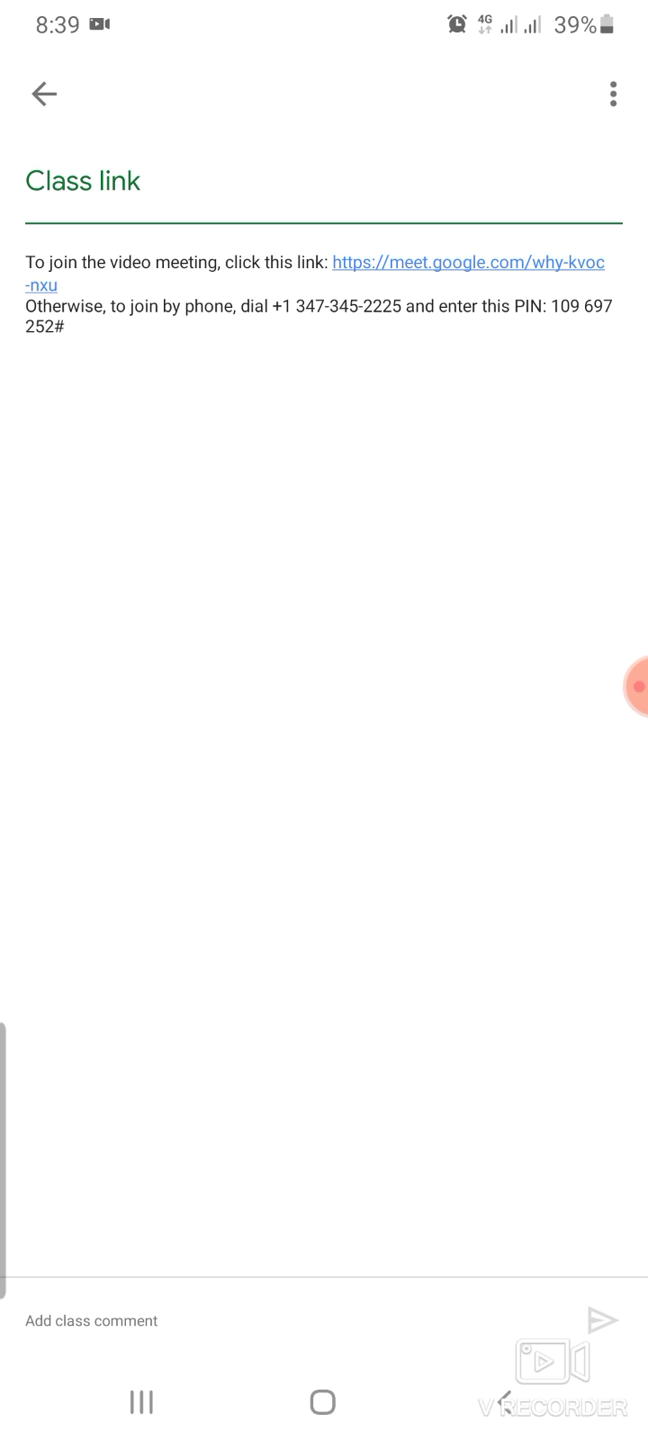 8:39
4G
39%
Class link
To join the video meeting, click this link: https://meet.google.com/why-kvoc
-nxu
Otherwise, to join by phone, dial +1 347-345-2225 and enter this PIN: 109 697
252#
Add class comment
V RECORDER